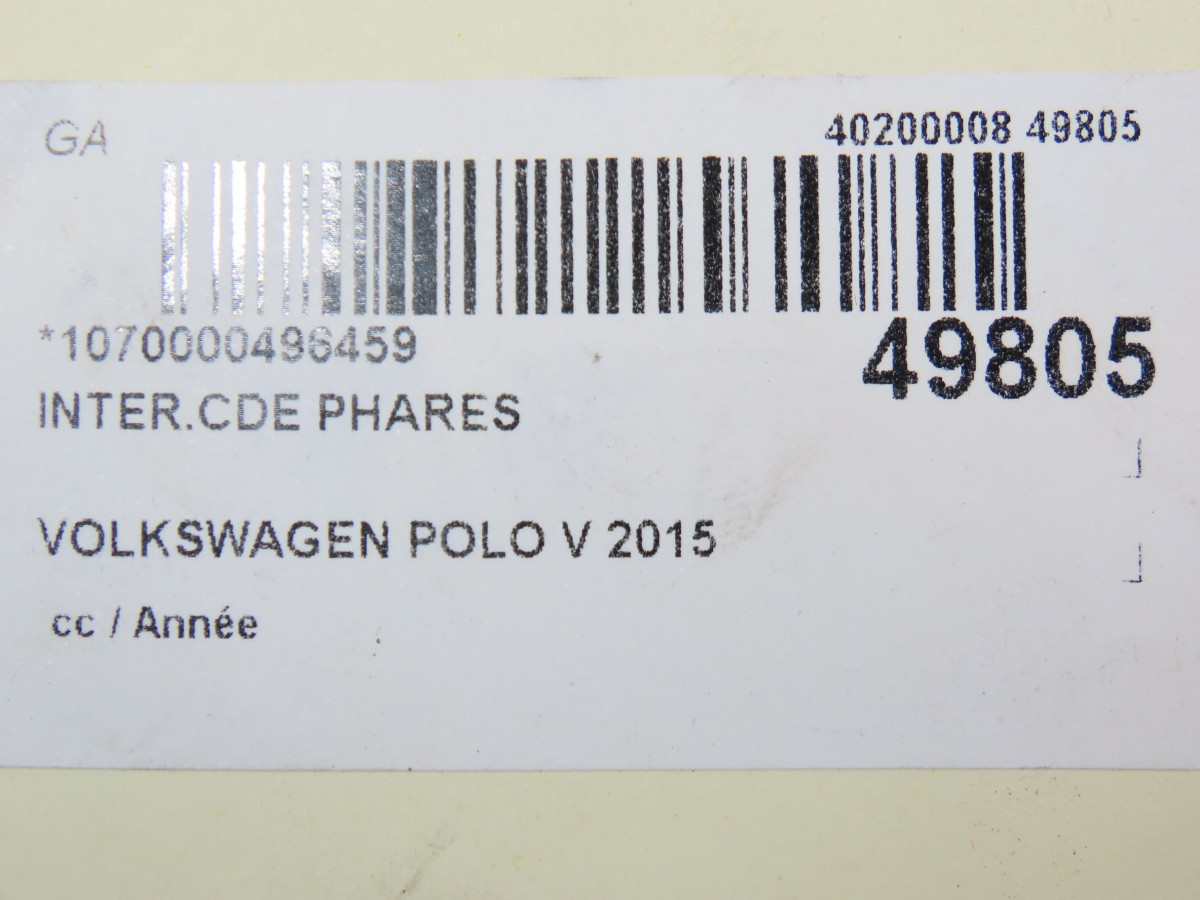 GA
40200008 49805
*1070000496459
49805
INTER.CDE PHARES
VOLKSWAGEN POLO V 2015
cc / Année